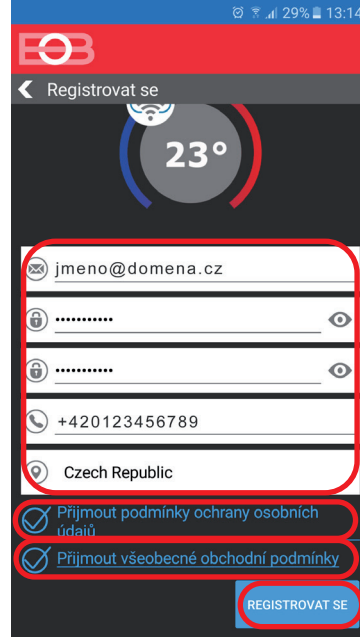 29% 13:14
EOB
Registrovat se
23°
jmeno@domena.cz
•••••••••••
•••••••••••
+420123456789
Czech Republic
Přijmout podmínky ochrany osobních
údajů
Přijmout všeobecné obchodní podmínky
REGISTROVAT SE